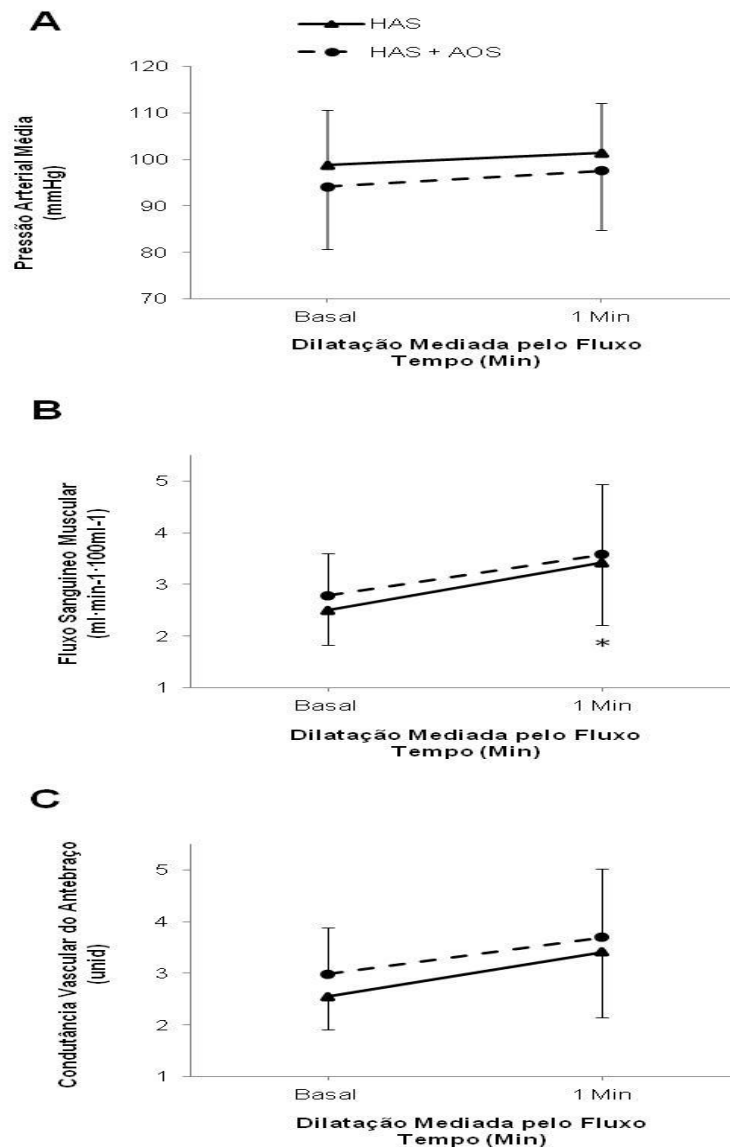 A
HAS
HAS + AOS
Pressão Arterial Média
(mmHg)
120
110
100
90
80
70
Basal
1 Min
Dilatação Mediada pelo Fluxo
Tempo (Min)
B
Fluxo Sanguineo Muscular
(ml·min-1·100ml-1)
5
4
3
2
1
*
Basal
1 Min
Dilatação Mediada pelo Fluxo
Tempo (Min)
C
Condutância Vascular do Antebraço
(unid)
5
4
3
2
1
Basal
1 Min
Dilatação Mediada pelo Fluxo
Tempo (Min)